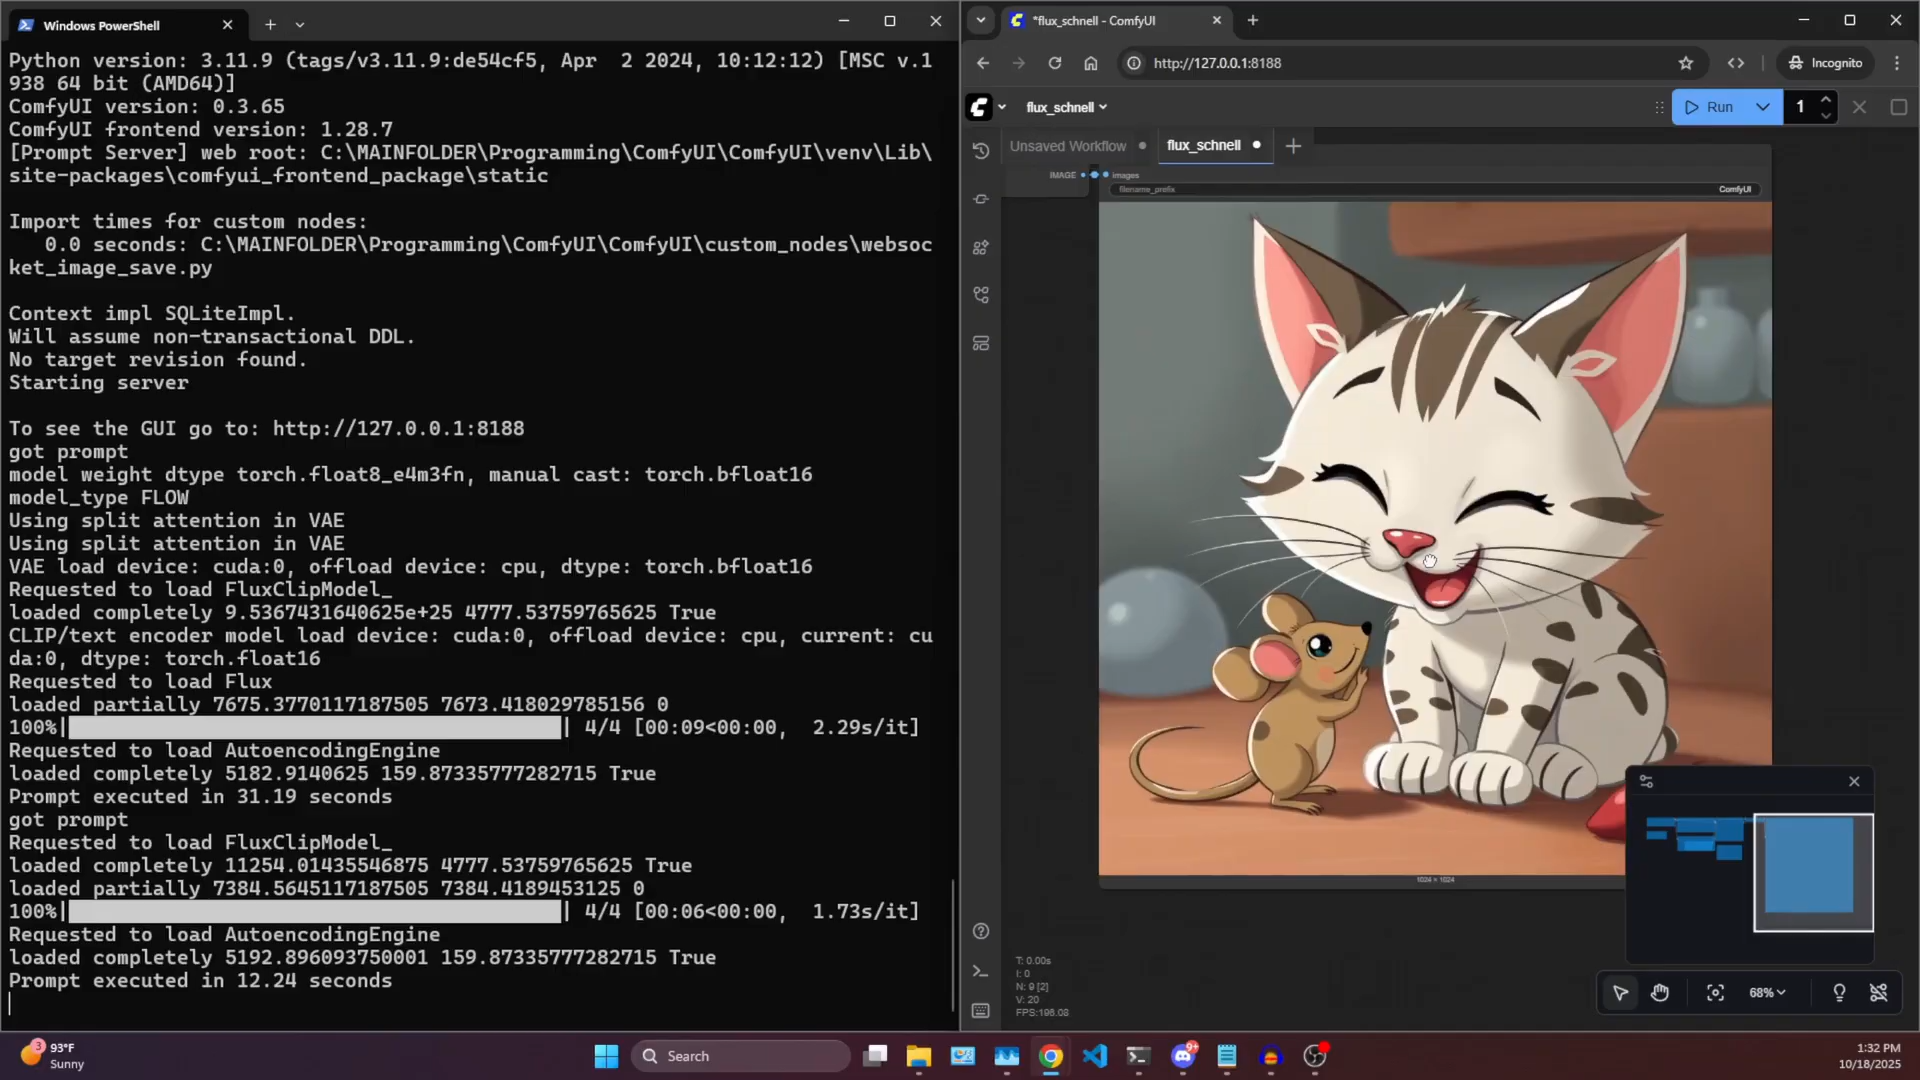 Windows PowerShell
Python version: 3.11.9 (tags/v3.11.9:de54cf5, Apr  2 2024, 10:12:12) [MSC v.1
938 64 bit (AMD64)]
ComfyUI version: 0.3.65
ComfyUI frontend version: 1.28.7
[Prompt Server] web root: C:\MAINFOLDER\Programming\ComfyUI\ComfyUI\venv\Lib\
site-packages\comfyui_frontend_package\static
Import times for custom nodes:
0.0 seconds: C:\MAINFOLDER\Programming\ComfyUI\ComfyUI\custom_nodes\websoc
ket_image_save.py
Context impl SQLiteImpl.
Will assume non-transactional DDL.
No target revision found.
Starting server
To see the GUI go to: http://127.0.0.1:8188
got prompt
model weight dtype torch.float8_e4m3fn, manual cast: torch.bfloat16
model_type FLOW
Using split attention in VAE
Using split attention in VAE
VAE load device: cuda:0, offload device: cpu, dtype: torch.bfloat16
Requested to load FluxClipModel_
loaded completely 9.5367431640625e+25 4777.53759765625 True
CLIP/text encoder model load device: cuda:0, offload device: cpu, current: cu
da:0, dtype: torch.float16
Requested to load Flux
loaded partially 7675.37701117187505 7673.418029785156 0
100%| | 4/4 [00:09<00:00,  2.29s/it]
Requested to load AutoencodingEngine
loaded completely 5182.9140625 159.87335777282715 True
Prompt executed in 31.19 seconds
got prompt
Requested to load FluxClipModel_
loaded completely 11254.01435546875 4777.53759765625 True
loaded partially 7384.5645117187505 7384.4189453125 0
100%| | 4/4 [00:06<00:00,  1.73s/it]
Requested to load AutoencodingEngine
loaded completely 5192.896093750001 159.87335777282715 True
Prompt executed in 12.24 seconds
*flux_schnell - ComfyUI
http://127.0.0.1:8188
Incognito
flux_schnell
Run
1
Unsaved Workflow
flux_schnell
IMAGE
images
filename_prefix
ComfyUI
1024 × 1024
T: 0.00s
I: 0
N: 9 [2]
V: 20
FPS:198.08
68%
3
93°F
Sunny
Search
9+
1:32 PM
10/18/2025